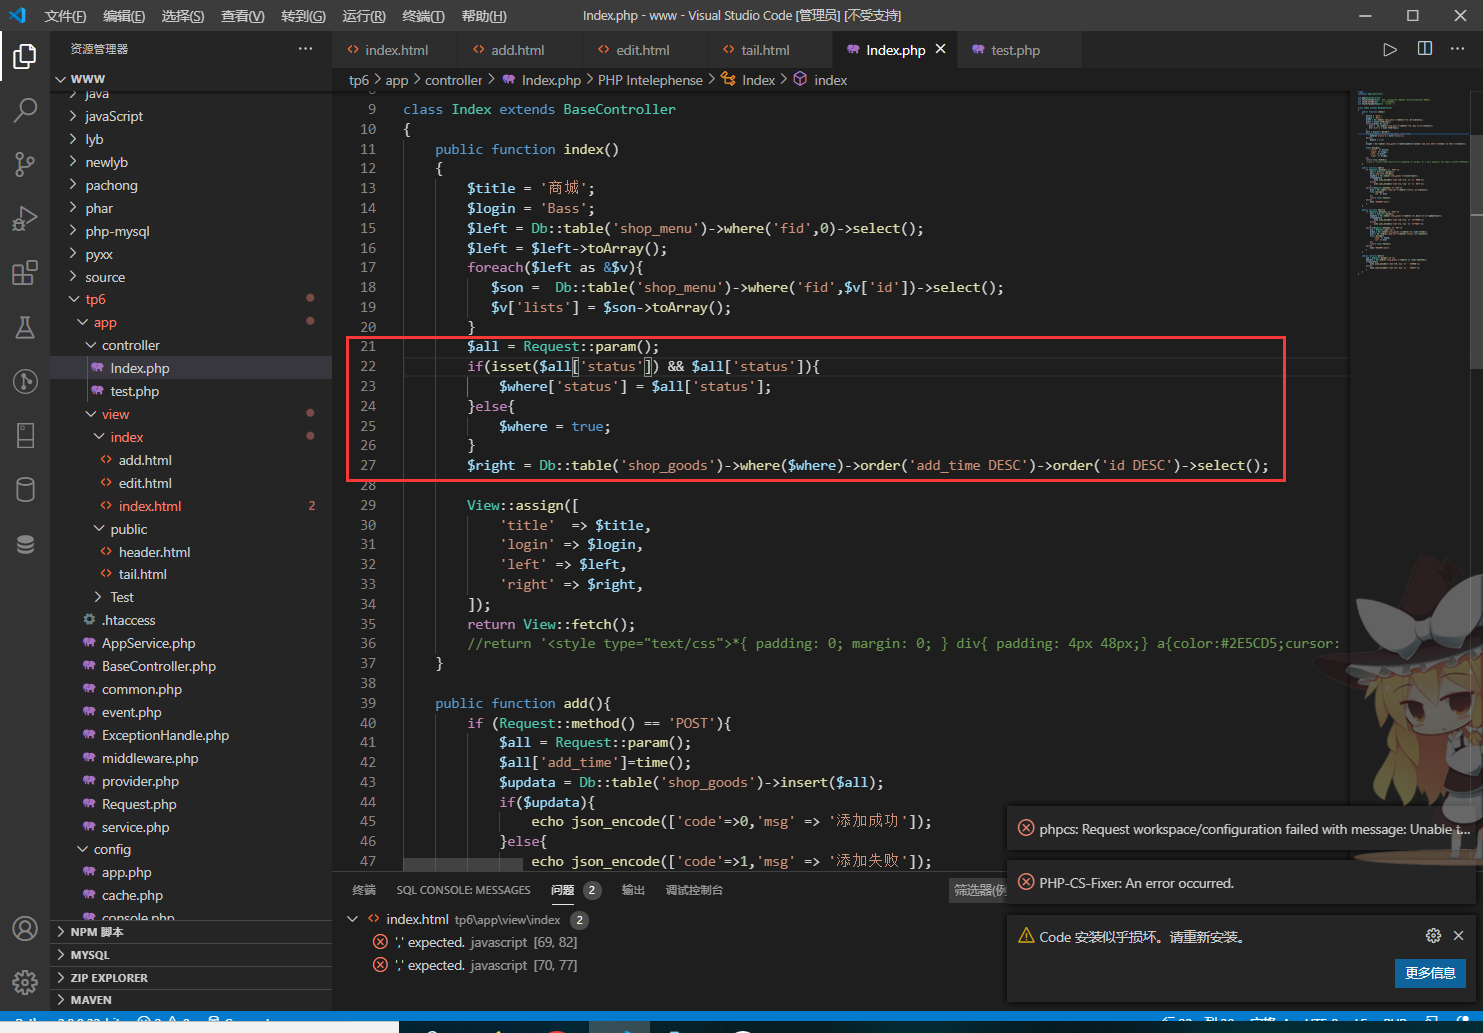 文件(F) 编辑(E) 选择(S) 查看(V) 转到(G) 运行(R) 终端(T) 帮助(H) Index.php - www - Visual Studio Code [管理员] [不受支持]
资源管理器 ···
WWW
java
javaScript
lyb
newlyb
pachong
phar
php-mysql
pyxx
source
tp6
app
controller
Index.php
test.php
view
index
add.html
edit.html
index.html 2
public
header.html
tail.html
Test
.htaccess
AppService.php
BaseController.php
common.php
event.php
ExceptionHandle.php
middleware.php
provider.php
Request.php
service.php
config
app.php
cache.php
console.php
NPM 脚本
MYSQL
ZIP EXPLORER
MAVEN
index.html add.html edit.html tail.html Index.php test.php
tp6 > app > controller > Index.php > PHP Intelephense > Index > index
9 class Index extends BaseController
10 {
11 public function index()
12 {
13 $title = '商城';
14 $login = 'Bass';
15 $left = Db::table('shop_menu')->where('fid',0)->select();
16 $left = $left->toArray();
17 foreach($left as &$v){
18 $son =  Db::table('shop_menu')->where('fid',$v['id'])->select();
19 $v['lists'] = $son->toArray();
20 }
21 $all = Request::param();
22 if(isset($all['status']) && $all['status']){
23 $where['status'] = $all['status'];
24 }else{
25 $where = true;
26 }
27 $right = Db::table('shop_goods')->where($where)->order('add_time DESC')->order('id DESC')->select();
28
29 View::assign([
30 'title'  => $title,
31 'login' => $login,
32 'left' => $left,
33 'right' => $right,
34 ]);
35 return View::fetch();
36 //return '<style type="text/css">*{ padding: 0; margin: 0; } div{ padding: 4px 48px;} a{color:#2E5CD5;cursor:
37 }
38
39 public function add(){
40 if (Request::method() == 'POST'){
41 $all = Request::param();
42 $all['add_time']=time();
43 $updata = Db::table('shop_goods')->insert($all);
44 if($updata){
45 echo json_encode(['code'=>0,'msg' => '添加成功']);
46 }else{
47 echo json_encode(['code'=>1,'msg' => '添加失败']);
终端 SQL CONSOLE: MESSAGES 问题 2 输出 调试控制台 筛选器(例
index.html tp6\app\view\index 2
',' expected. javascript [69, 82]
',' expected. javascript [70, 77]
phpcs: Request workspace/configuration failed with message: Unable t...
PHP-CS-Fixer: An error occurred.
Code 安装似乎损坏。请重新安装。
更多信息